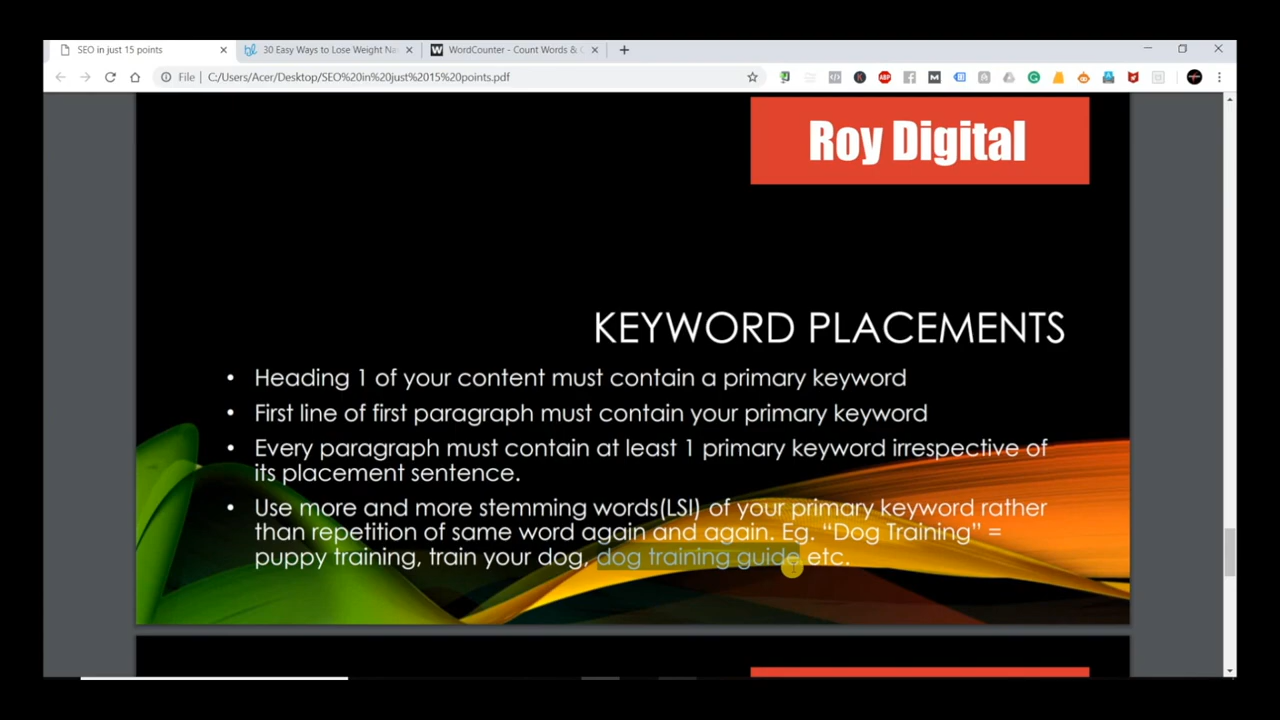 SEO in just 15 points
30 Easy Ways to Lose Weight Na
WordCounter - Count Words &
File
C:/Users/Acer/Desktop/SEO%20in%20just%2015%20points.pdf
Roy Digital
KEYWORD PLACEMENTS
• Heading 1 of your content must contain a primary keyword
• First line of first paragraph must contain your primary keyword
• Every paragraph must contain at least 1 primary keyword irrespective of
its placement sentence.
• Use more and more stemming words(LSI) of your primary keyword rather
than repetition of same word again and again. Eg. “Dog Training” =
puppy training, train your dog, dog training guide etc.